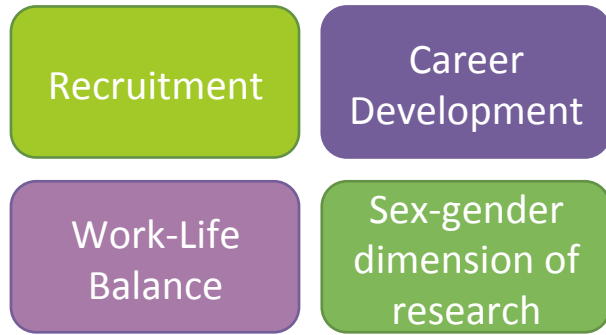 Recruitment
Career
Development
Work-Life
Balance
Sex-gender
dimension of
research